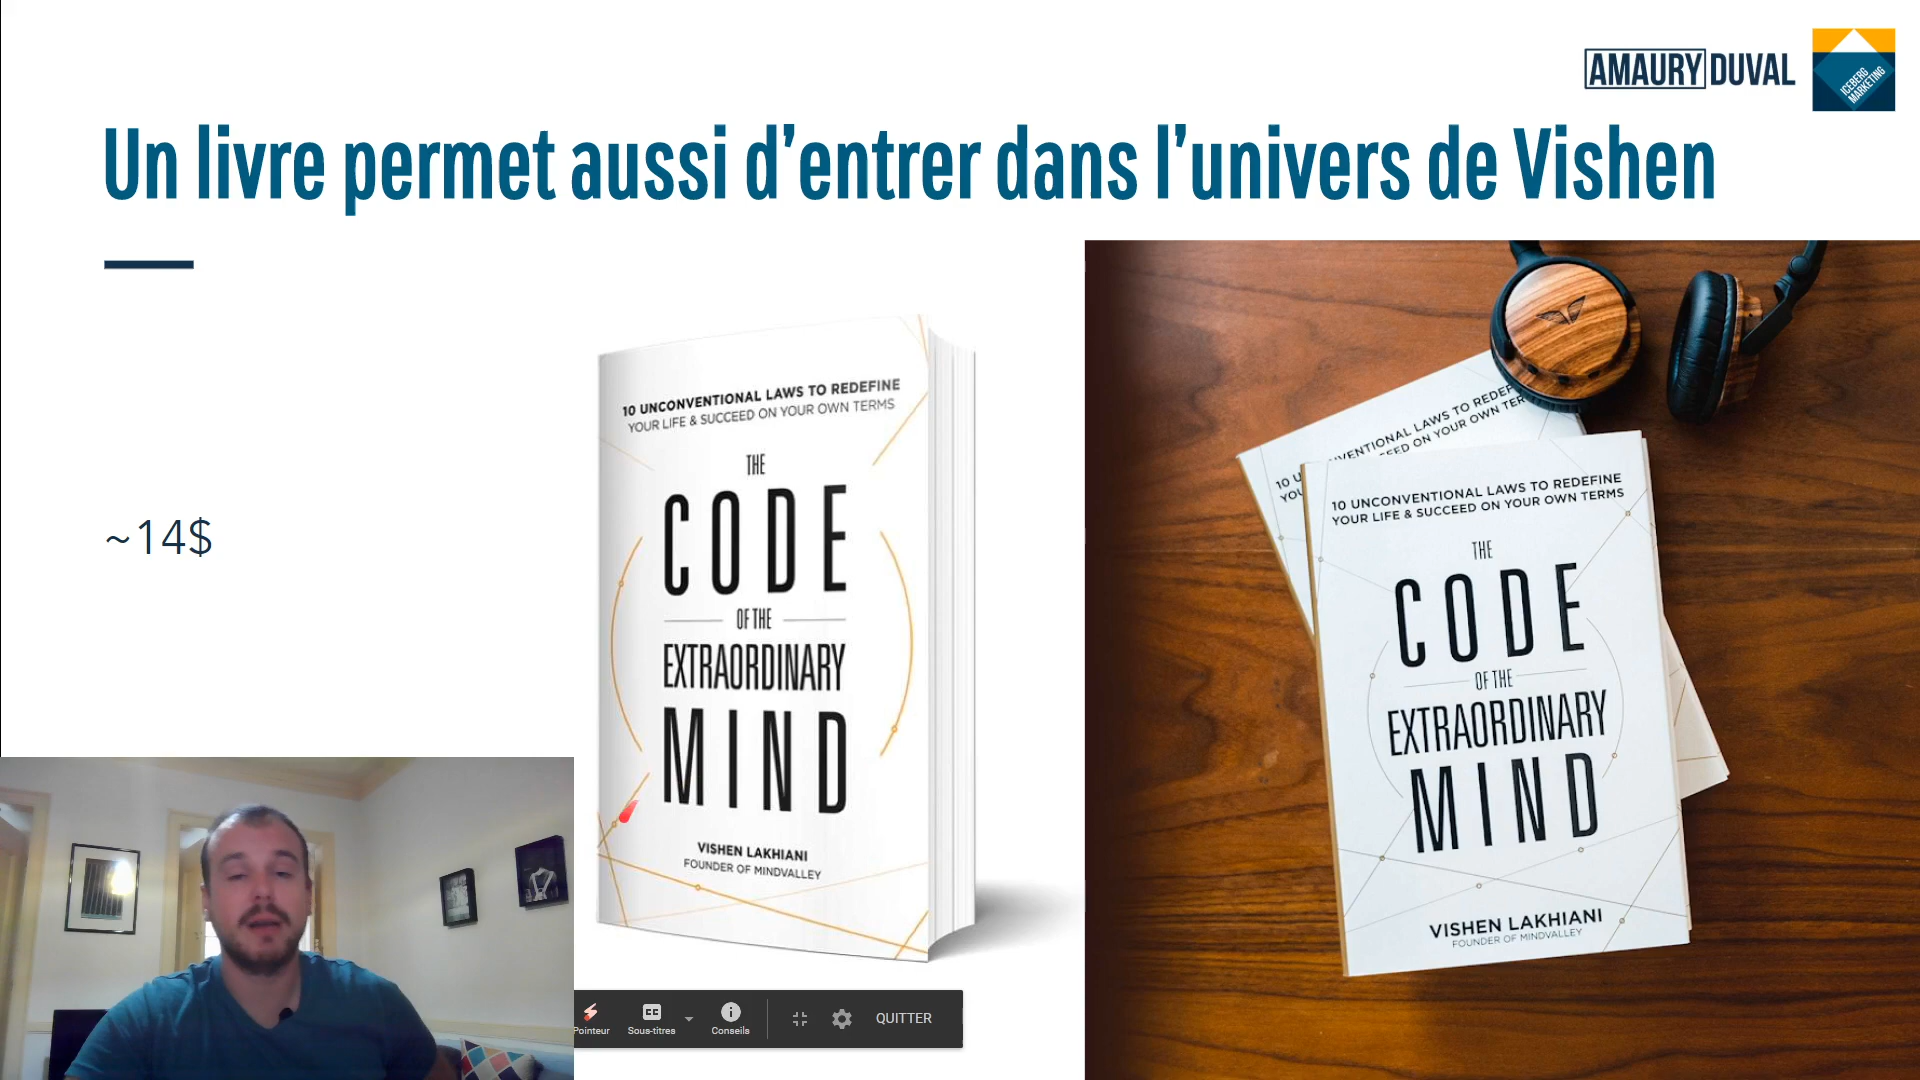 AMAURY DUVAL
ICEBERG
MARKETING
Un livre permet aussi d’entrer dans l’univers de Vishen
~14$
10 UNCONVENTIONAL LAWS TO REDEFINE
YOUR LIFE & SUCCEED ON YOUR OWN TERMS
THE
CODE
OF THE
EXTRAORDINARY
MIND
VISHEN LAKHIANI
FOUNDER OF MINDVALLEY
10 UNCONVENTIONAL LAWS TO REDEFINE
YOUR LIFE & SUCCEED ON YOUR OWN TERMS
THE
CODE
OF THE
EXTRAORDINARY
MIND
VISHEN LAKHIANI
FOUNDER OF MINDVALLEY
Pointeur
Sous-titres
Conseils
QUITTER